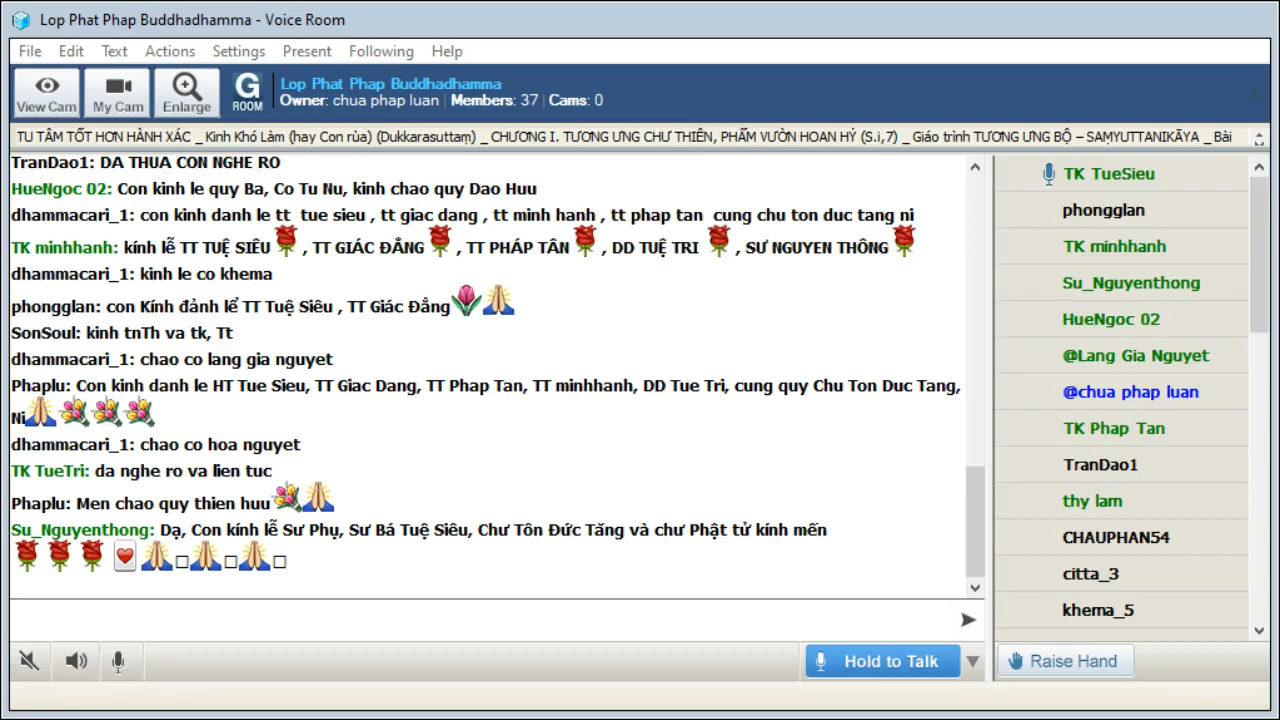 Lop Phat Phap Buddhadhamma - Voice Room
File Edit Text Actions Settings Present Following Help
View Cam My Cam Enlarge G ROOM
Lop Phat Phap Buddhadhamma
Owner: chua phap luan | Members: 37 | Cams: 0
TU TÂM TỐT HƠN HÀNH XÁC _Kinh Khó Làm (hay Con rùa) (Dukkarasuttaṃ) _CHƯƠNG I. TƯƠNG ƯNG CHƯ THIÊN, PHẨM VƯỜN HOAN HỶ (S.i,7) _ Giáo trình TƯƠNG ƯNG BỘ – SAṂYUTTANIKĀYA _ Bài
TranDao1: DA THUA CON NGHE RO
HueNgoc 02: Con kinh le quy Ba, Co Tu Nu, kinh chao quy Dao Huu
dhammacari_1: con kinh danh le tt tue sieu , tt giac dang , tt minh hanh , tt phap tan cung chu ton duc tang ni
TK minhhanh: kính lễ TT TUỆ SIÊU , TT GIÁC ĐẲNG , TT PHÁP TÂN , DD TUỆ TRI , SƯ NGUYEN THÔNG
dhammacari_1: kinh le co khema
phongglan: con Kính đảnh lể TT Tuệ Siêu , TT Giác Đẳng
SonSoul: kinh tnTh va tk, Tt
dhammacari_1: chao co lang gia nguyet
Phaplu: Con kinh danh le HT Tue Sieu, TT Giac Dang, TT Phap Tan, TT minhhanh, DD Tue Tri, cung quy Chu Ton Duc Tang,
Ni
dhammacari_1: chao co hoa nguyet
TK TueTri: da nghe ro va lien tuc
Phaplu: Men chao quy thien huu
Su_Nguyenthong: Dạ, Con kính lễ Sư Phụ, Sư Bá Tuệ Siêu, Chư Tôn Đức Tăng và chư Phật tử kính mến
TK TueSieu
phongglan
TK minhhanh
Su_Nguyenthong
HueNgoc 02
@Lang Gia Nguyet
@chua phap luan
TK Phap Tan
TranDao1
thy lam
CHAUPHAN54
citta_3
khema_5
Hold to Talk
Raise Hand